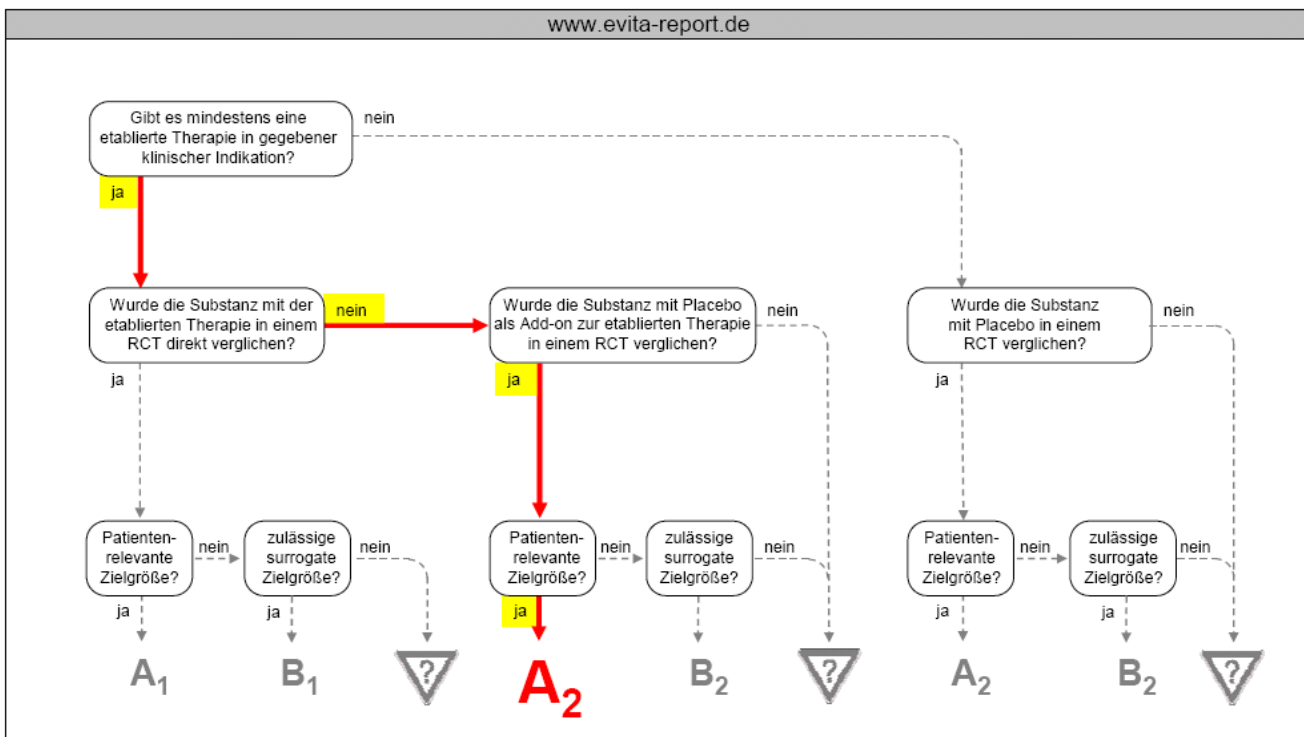 www.evita-report.de
Gibt es mindestens eine
etablierte Therapie in gegebener
klinischer Indikation?
nein
ja
Wurde die Substanz mit der
etablierten Therapie in einem
RCT direkt verglichen?
nein
ja
Wurde die Substanz mit Placebo
als Add-on zur etablierten Therapie
in einem RCT verglichen?
nein
ja
Wurde die Substanz
mit Placebo in einem
RCT verglichen?
nein
ja
Patienten-
relevante
Zielgröße?
nein
ja
zulässige
surrogate
Zielgröße?
nein
ja
Patienten-
relevante
Zielgröße?
nein
ja
zulässige
surrogate
Zielgröße?
nein
Patienten-
relevante
Zielgröße?
nein
ja
zulässige
surrogate
Zielgröße?
nein
ja
A1
B1
?
A2
B2
?
A2
B2
?